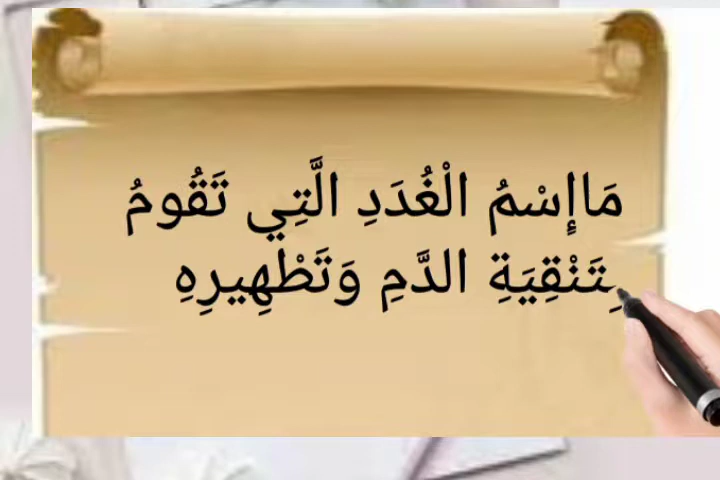 مَاإِسْمُ الْغُدَدِ الَّتِي تَقُومُ
بِتَنْقِيَةِ الدَّمِ وَتَطْهِيرِهِ